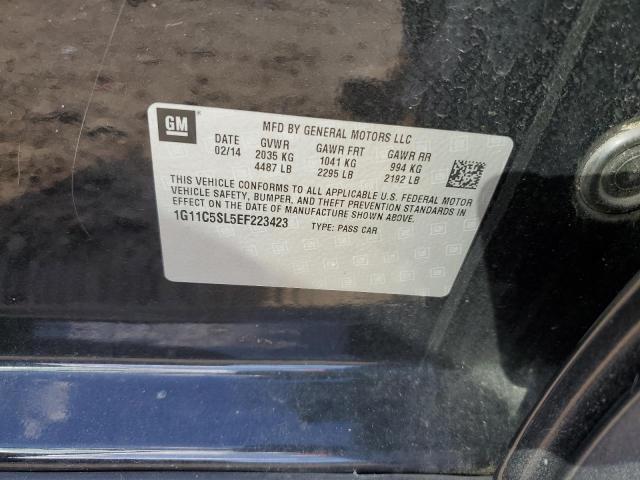 GM
MFD BY GENERAL MOTORS LLC
DATE GVWR GAWR FRT GAWR RR
02/14 2035 KG 1041 KG 994 KG
4487 LB 2295 LB 2192 LB
THIS VEHICLE CONFORMS TO ALL APPLICABLE U.S. FEDERAL MOTOR
VEHICLE SAFETY, BUMPER, AND THEFT PREVENTION STANDARDS IN
EFFECT ON THE DATE OF MANUFACTURE SHOWN ABOVE.
1G11C5SL5EF223423 TYPE: PASS CAR